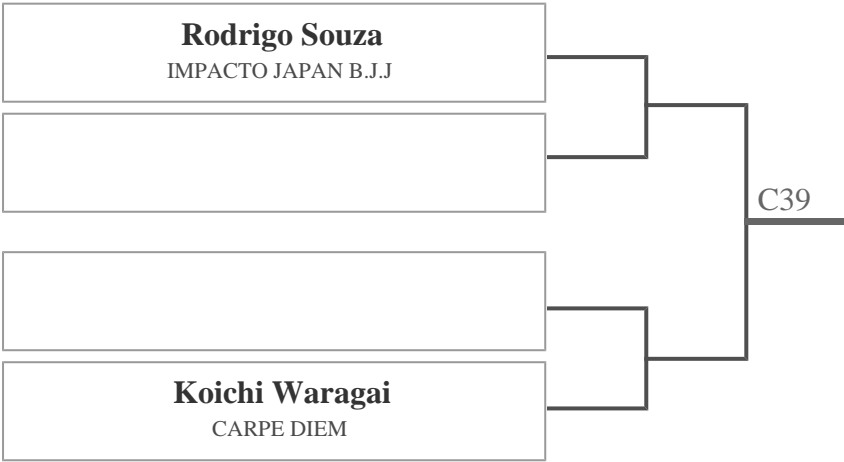 Rodrigo Souza
IMPACTO JAPAN B.J.J
C39
Koichi Waragai
CARPE DIEM